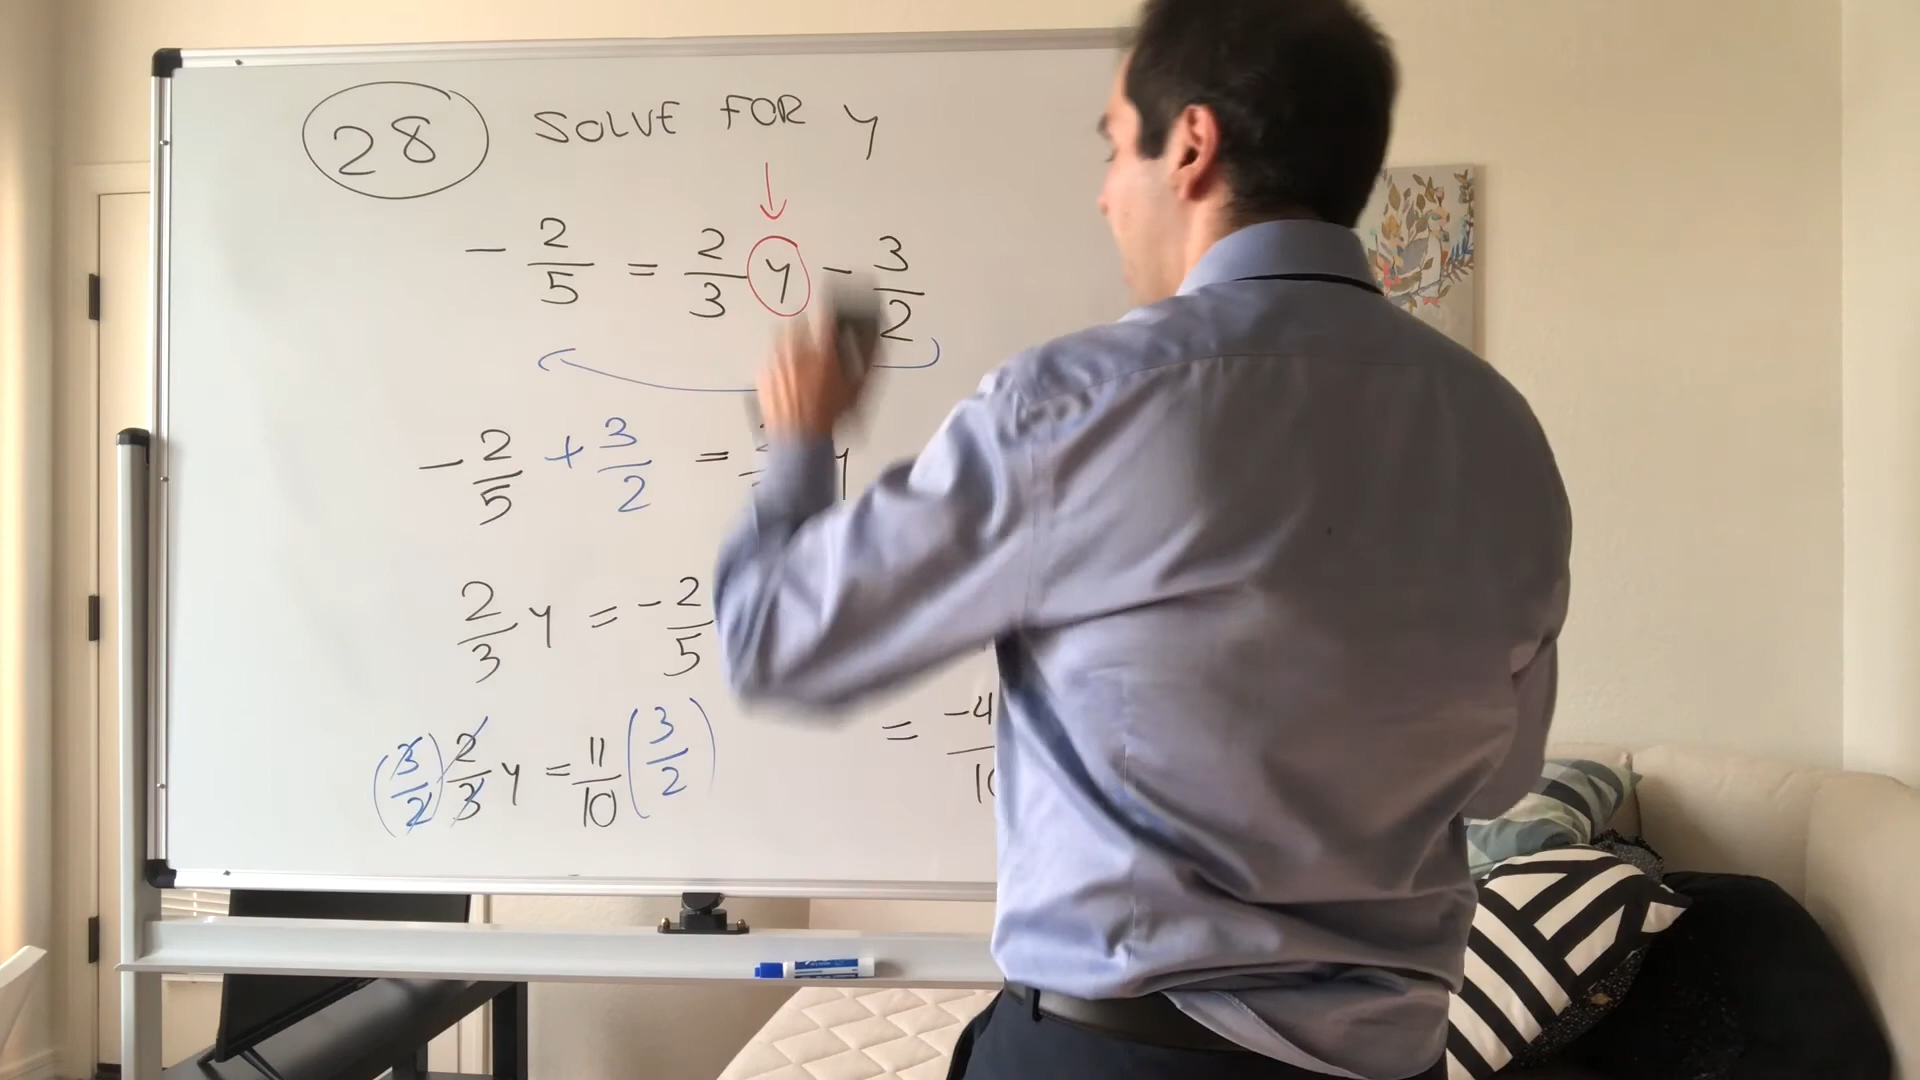 28 SOLVE FOR y
- 2/5 = 2/3 y - 3/2
- 2/5 + 3/2 = y
2/3 y = - 2/5
= -4 / 10
(3/2) 2/3 y = 11/10 (3/2)